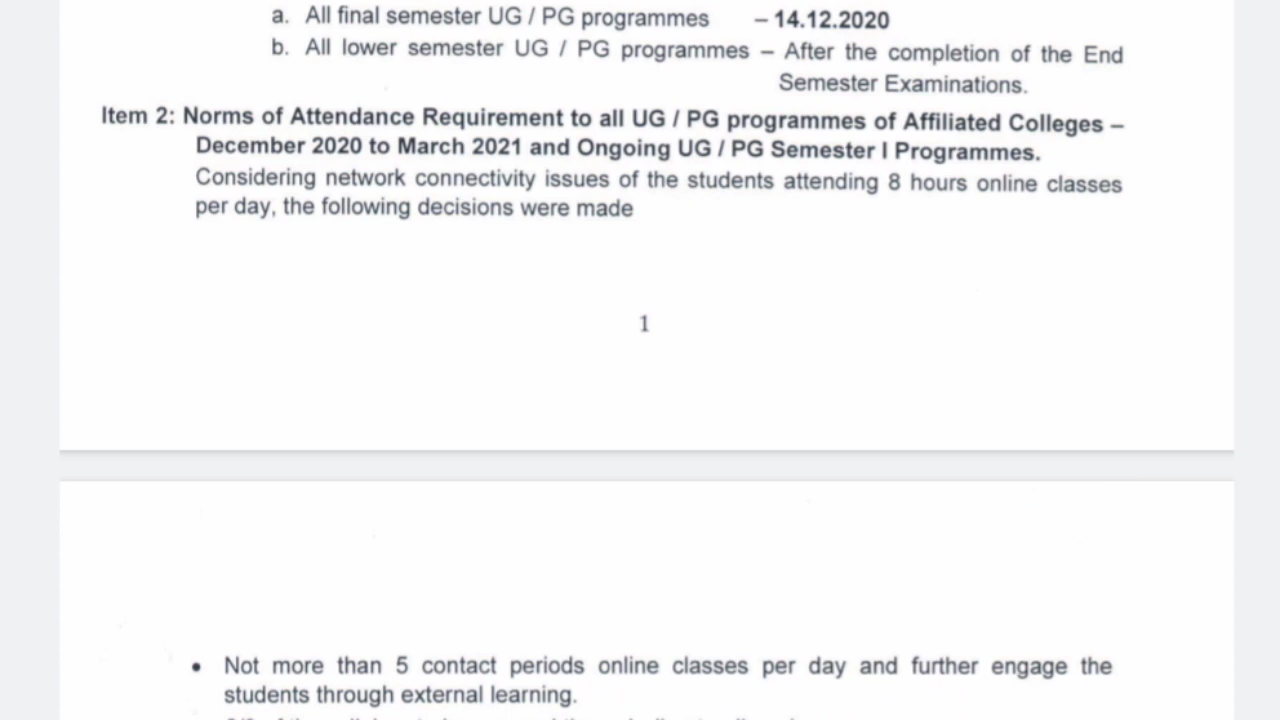 a. All final semester UG / PG programmes – 14.12.2020
b. All lower semester UG / PG programmes – After the completion of the End
Semester Examinations.
Item 2: Norms of Attendance Requirement to all UG / PG programmes of Affiliated Colleges –
December 2020 to March 2021 and Ongoing UG / PG Semester I Programmes.
Considering network connectivity issues of the students attending 8 hours online classes
per day, the following decisions were made
1
• Not more than 5 contact periods online classes per day and further engage the
students through external learning.